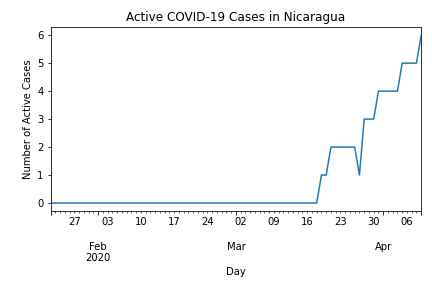 Active COVID-19 Cases in Nicaragua
6
5
4
3
2
1
0
Number of Active Cases
27 03 10 17 24 02 09 16 23 30 06
Feb Mar Apr
2020
Day